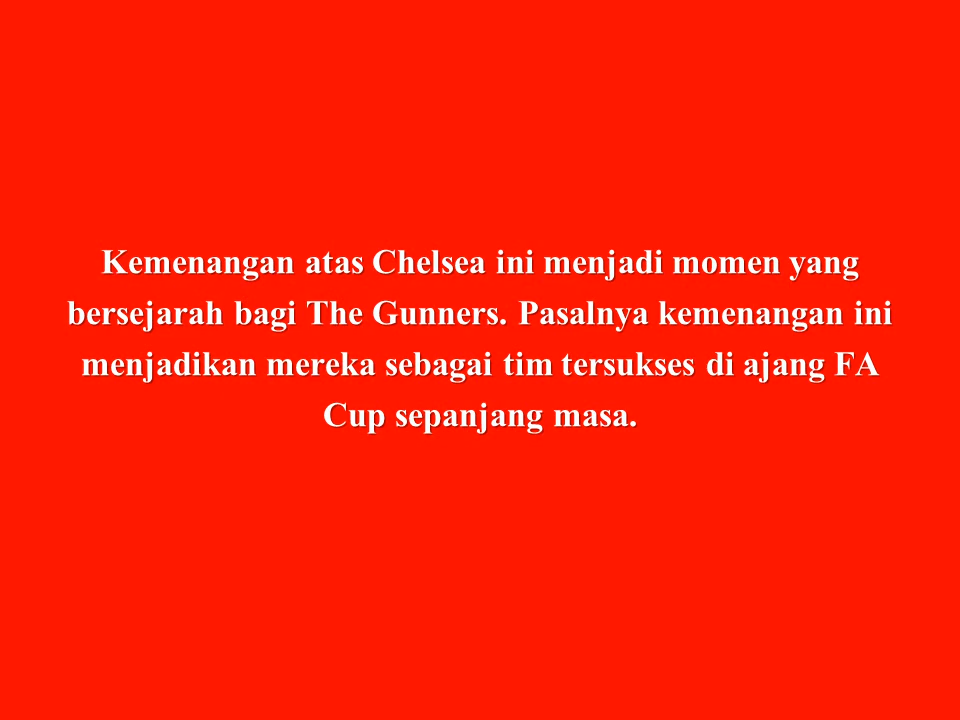 Kemenangan atas Chelsea ini menjadi momen yang
bersejarah bagi The Gunners. Pasalnya kemenangan ini
menjadikan mereka sebagai tim tersukses di ajang FA
Cup sepanjang masa.